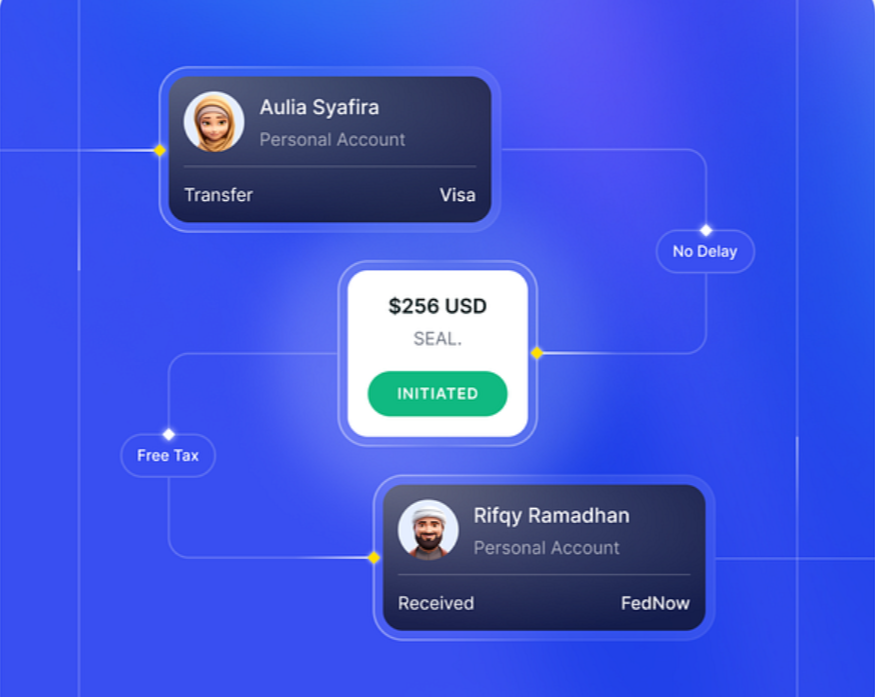 Aulia Syafira
Personal Account
Transfer Visa
No Delay
$256 USD
SEAL.
INITIATED
Free Tax
Rifqy Ramadhan
Personal Account
Received FedNow